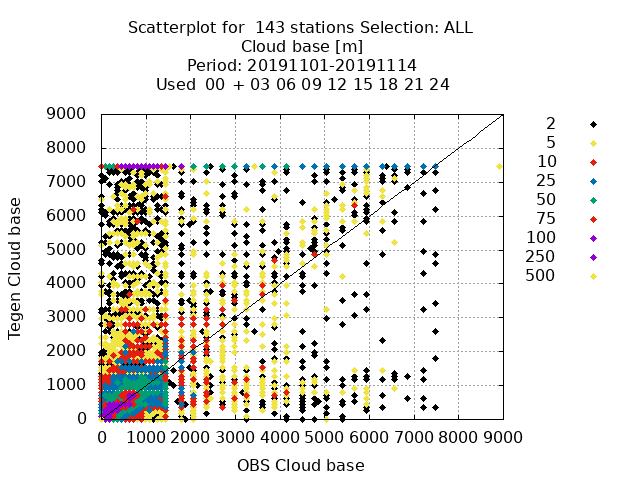 Scatterplot for  143 stations Selection: ALL
Cloud base [m]
Period: 20191101-20191114
Used  00 + 03 06 09 12 15 18 21 24
9000
8000
7000
6000
5000
4000
3000
2000
1000
0
Tegen Cloud base
0 1000 2000 3000 4000 5000 6000 7000 8000 9000
OBS Cloud base
2
5
10
25
50
75
100
250
500